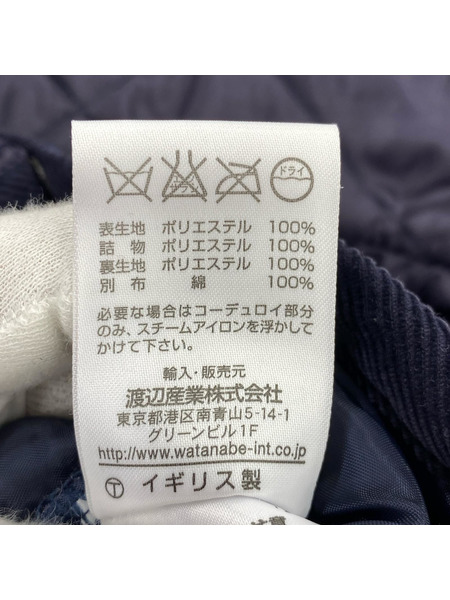 エンソ サラシ ドライ
表生地 ポリエステル 100%
詰物 ポリエステル 100%
裏生地 ポリエステル 100%
別布 綿 100%
必要な場合はコーデュロイ部分
のみ、スチームアイロンを浮かして
かけて下さい。
輸入・販売元
渡辺産業株式会社
東京都港区南青山5-14-1
グリーンビル1F
http://www.watanabe-int.co.jp
Ⓣ イギリス製